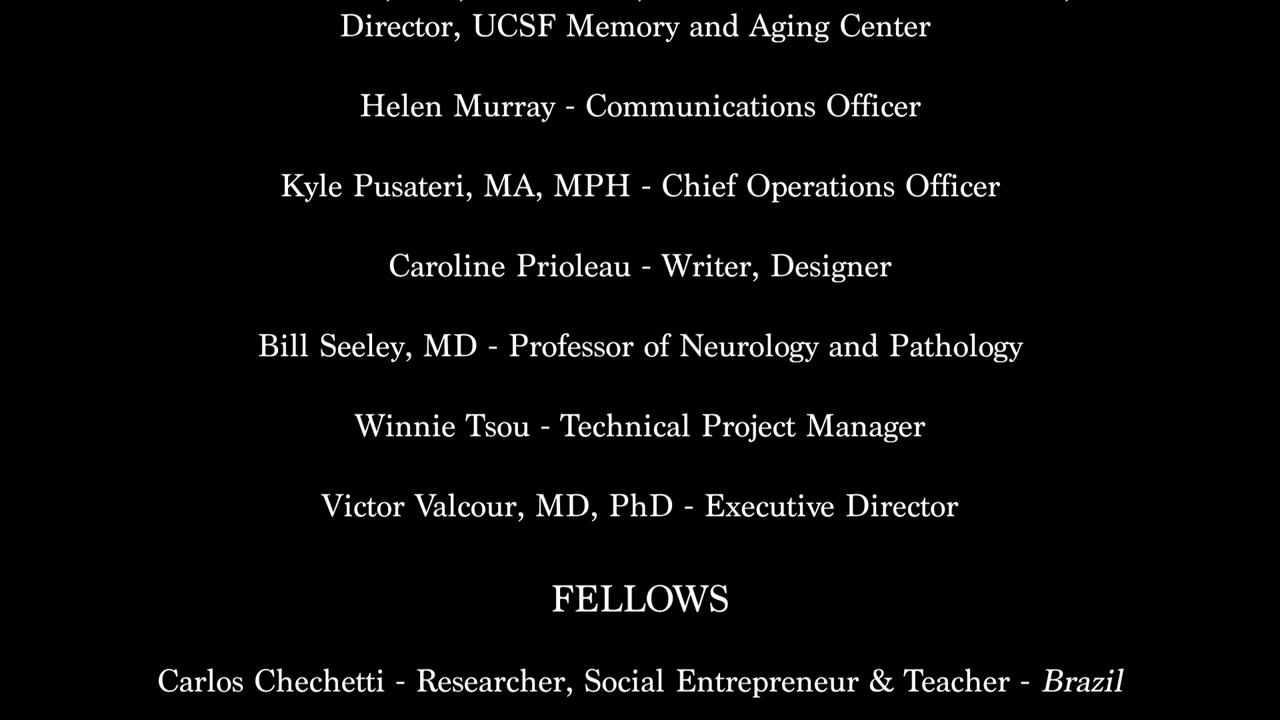 Director, UCSF Memory and Aging Center
Helen Murray - Communications Officer
Kyle Pusateri, MA, MPH - Chief Operations Officer
Caroline Prioleau - Writer, Designer
Bill Seeley, MD - Professor of Neurology and Pathology
Winnie Tsou - Technical Project Manager
Victor Valcour, MD, PhD - Executive Director
FELLOWS
Carlos Chechetti - Researcher, Social Entrepreneur & Teacher - Brazil